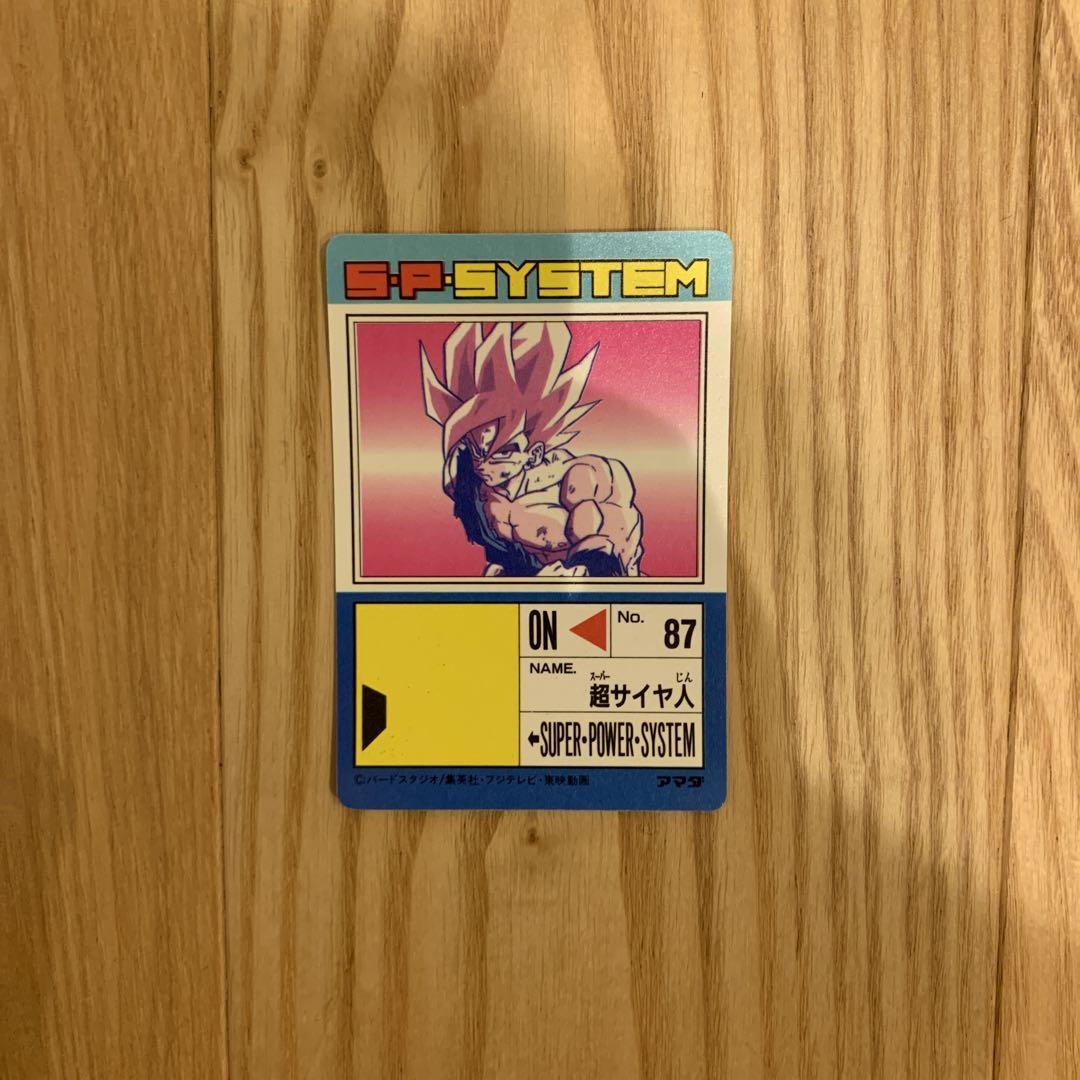 S·P·SYSTEM
ON No. 87
NAME.
スーパー じん
超サイヤ人
←SUPER・POWER・SYSTEM
©バードスタジオ/集英社・フジテレビ・東映動画 アマダ